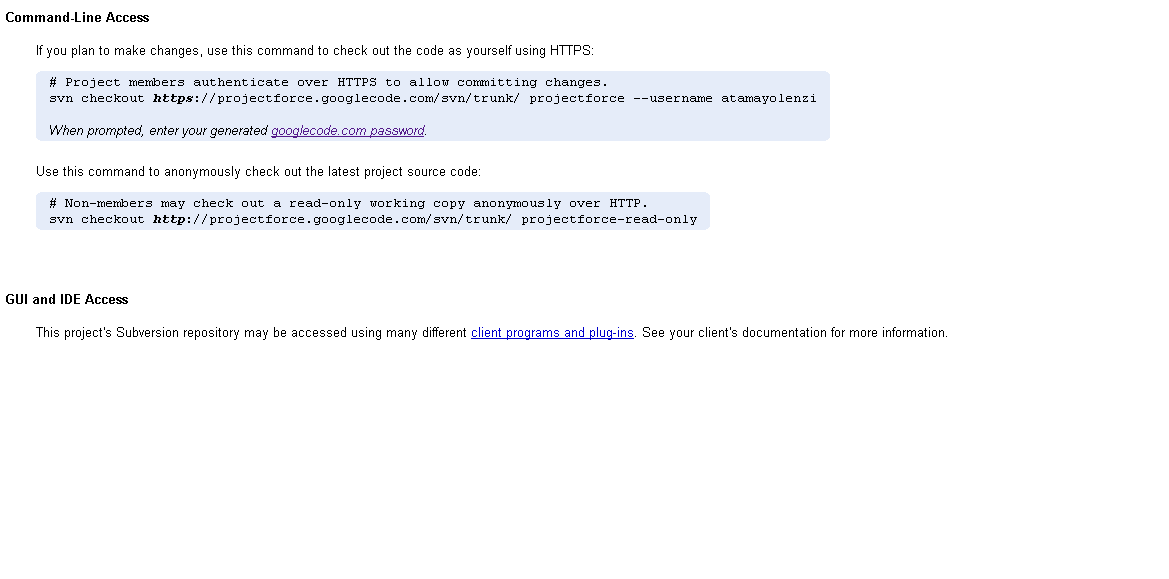 Command-Line Access
If you plan to make changes, use this command to check out the code as yourself using HTTPS:
# Project members authenticate over HTTPS to allow committing changes.
svn checkout https://projectforce.googlecode.com/svn/trunk/ projectforce --username atamayolenzi
When prompted, enter your generated googlecode.com password.
Use this command to anonymously check out the latest project source code:
# Non-members may check out a read-only working copy anonymously over HTTP.
svn checkout http://projectforce.googlecode.com/svn/trunk/ projectforce-read-only
GUI and IDE Access
This project's Subversion repository may be accessed using many different client programs and plug-ins. See your client's documentation for more information.